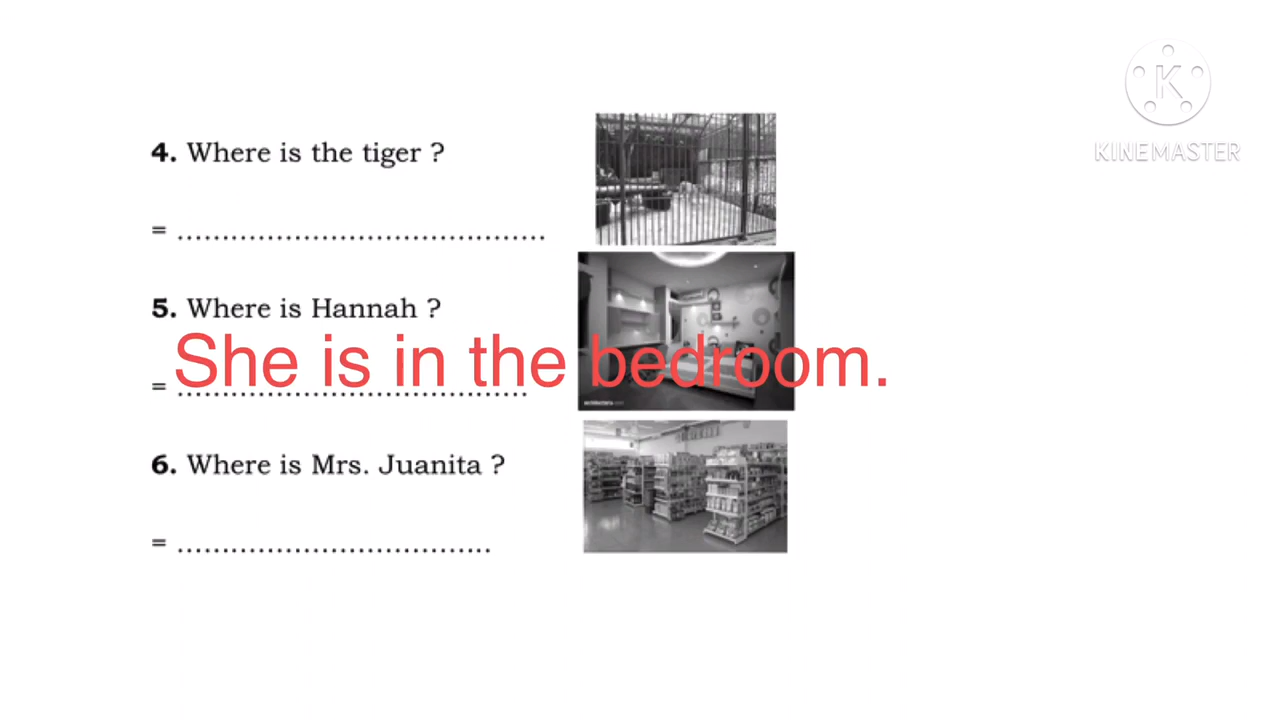 4. Where is the tiger ?
= ........................................
5. Where is Hannah ?
She is in the bedroom.
= ......................................
6. Where is Mrs. Juanita ?
= ..................................
K
KINEMASTER